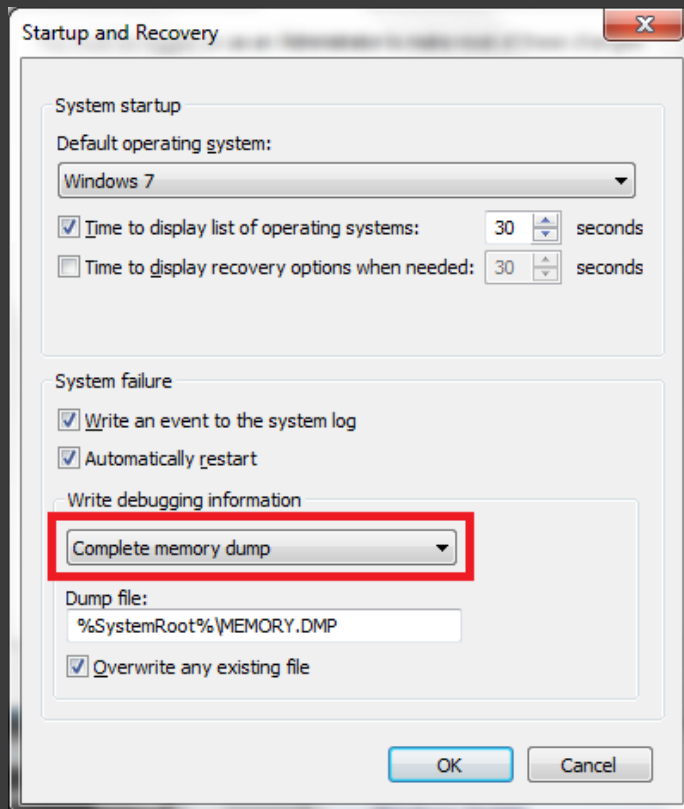 Startup and Recovery
System startup
Default operating system:
Windows 7
Time to display list of operating systems: 30 seconds
Time to display recovery options when needed: 30 seconds
System failure
Write an event to the system log
Automatically restart
Write debugging information
Complete memory dump
Dump file:
%SystemRoot%\MEMORY.DMP
Overwrite any existing file
OK Cancel